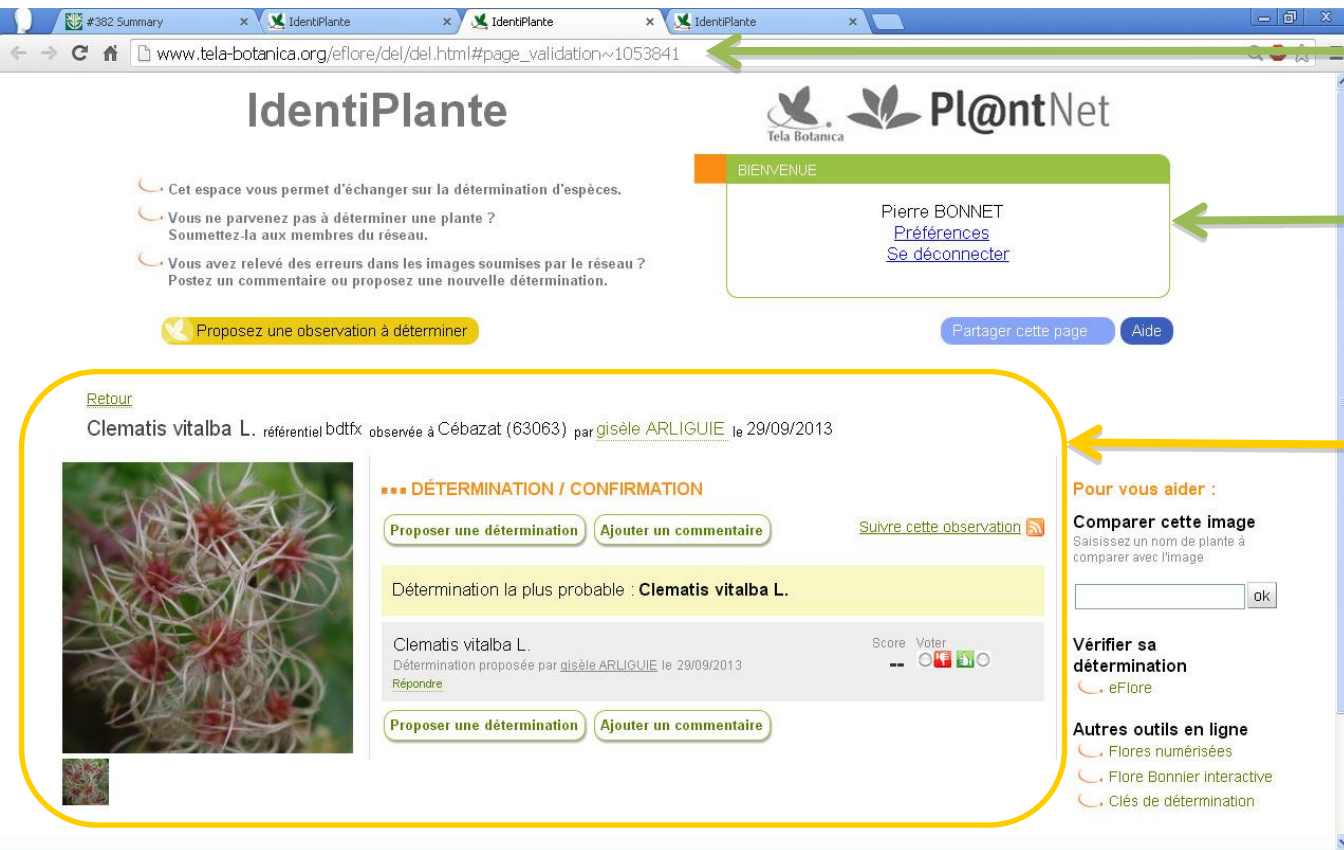 #382 Summary
IdentiPlante
IdentiPlante
IdentiPlante
www.tela-botanica.org/eflore/del/del.html#page_validation~1053841
IdentiPlante
Tela Botanica
Pl@ntNet
Cet espace vous permet d'échanger sur la détermination d'espèces.
Vous ne parvenez pas à déterminer une plante ?
Soumettez-la aux membres du réseau.
Vous avez relevé des erreurs dans les images soumises par le réseau ?
Postez un commentaire ou proposez une nouvelle détermination.
BIENVENUE
Pierre BONNET
Préférences
Se déconnecter
Proposez une observation à déterminer
Partager cette page
Aide
Retour
Clematis vitalba L. référentiel bdtfx observée à Cébazat (63063) par gisèle ARLIGUIE le 29/09/2013
DÉTERMINATION / CONFIRMATION
Proposer une détermination
Ajouter un commentaire
Suivre cette observation
Détermination la plus probable : Clematis vitalba L.
Clematis vitalba L.
Détermination proposée par gisèle ARLIGUIE le 29/09/2013
Répondre
Score Voter
--
Proposer une détermination
Ajouter un commentaire
Pour vous aider :
Comparer cette image
Saisissez un nom de plante à
comparer avec l'image
ok
Vérifier sa
détermination
eFlore
Autres outils en ligne
Flores numérisées
Flore Bonnier interactive
Clés de détermination